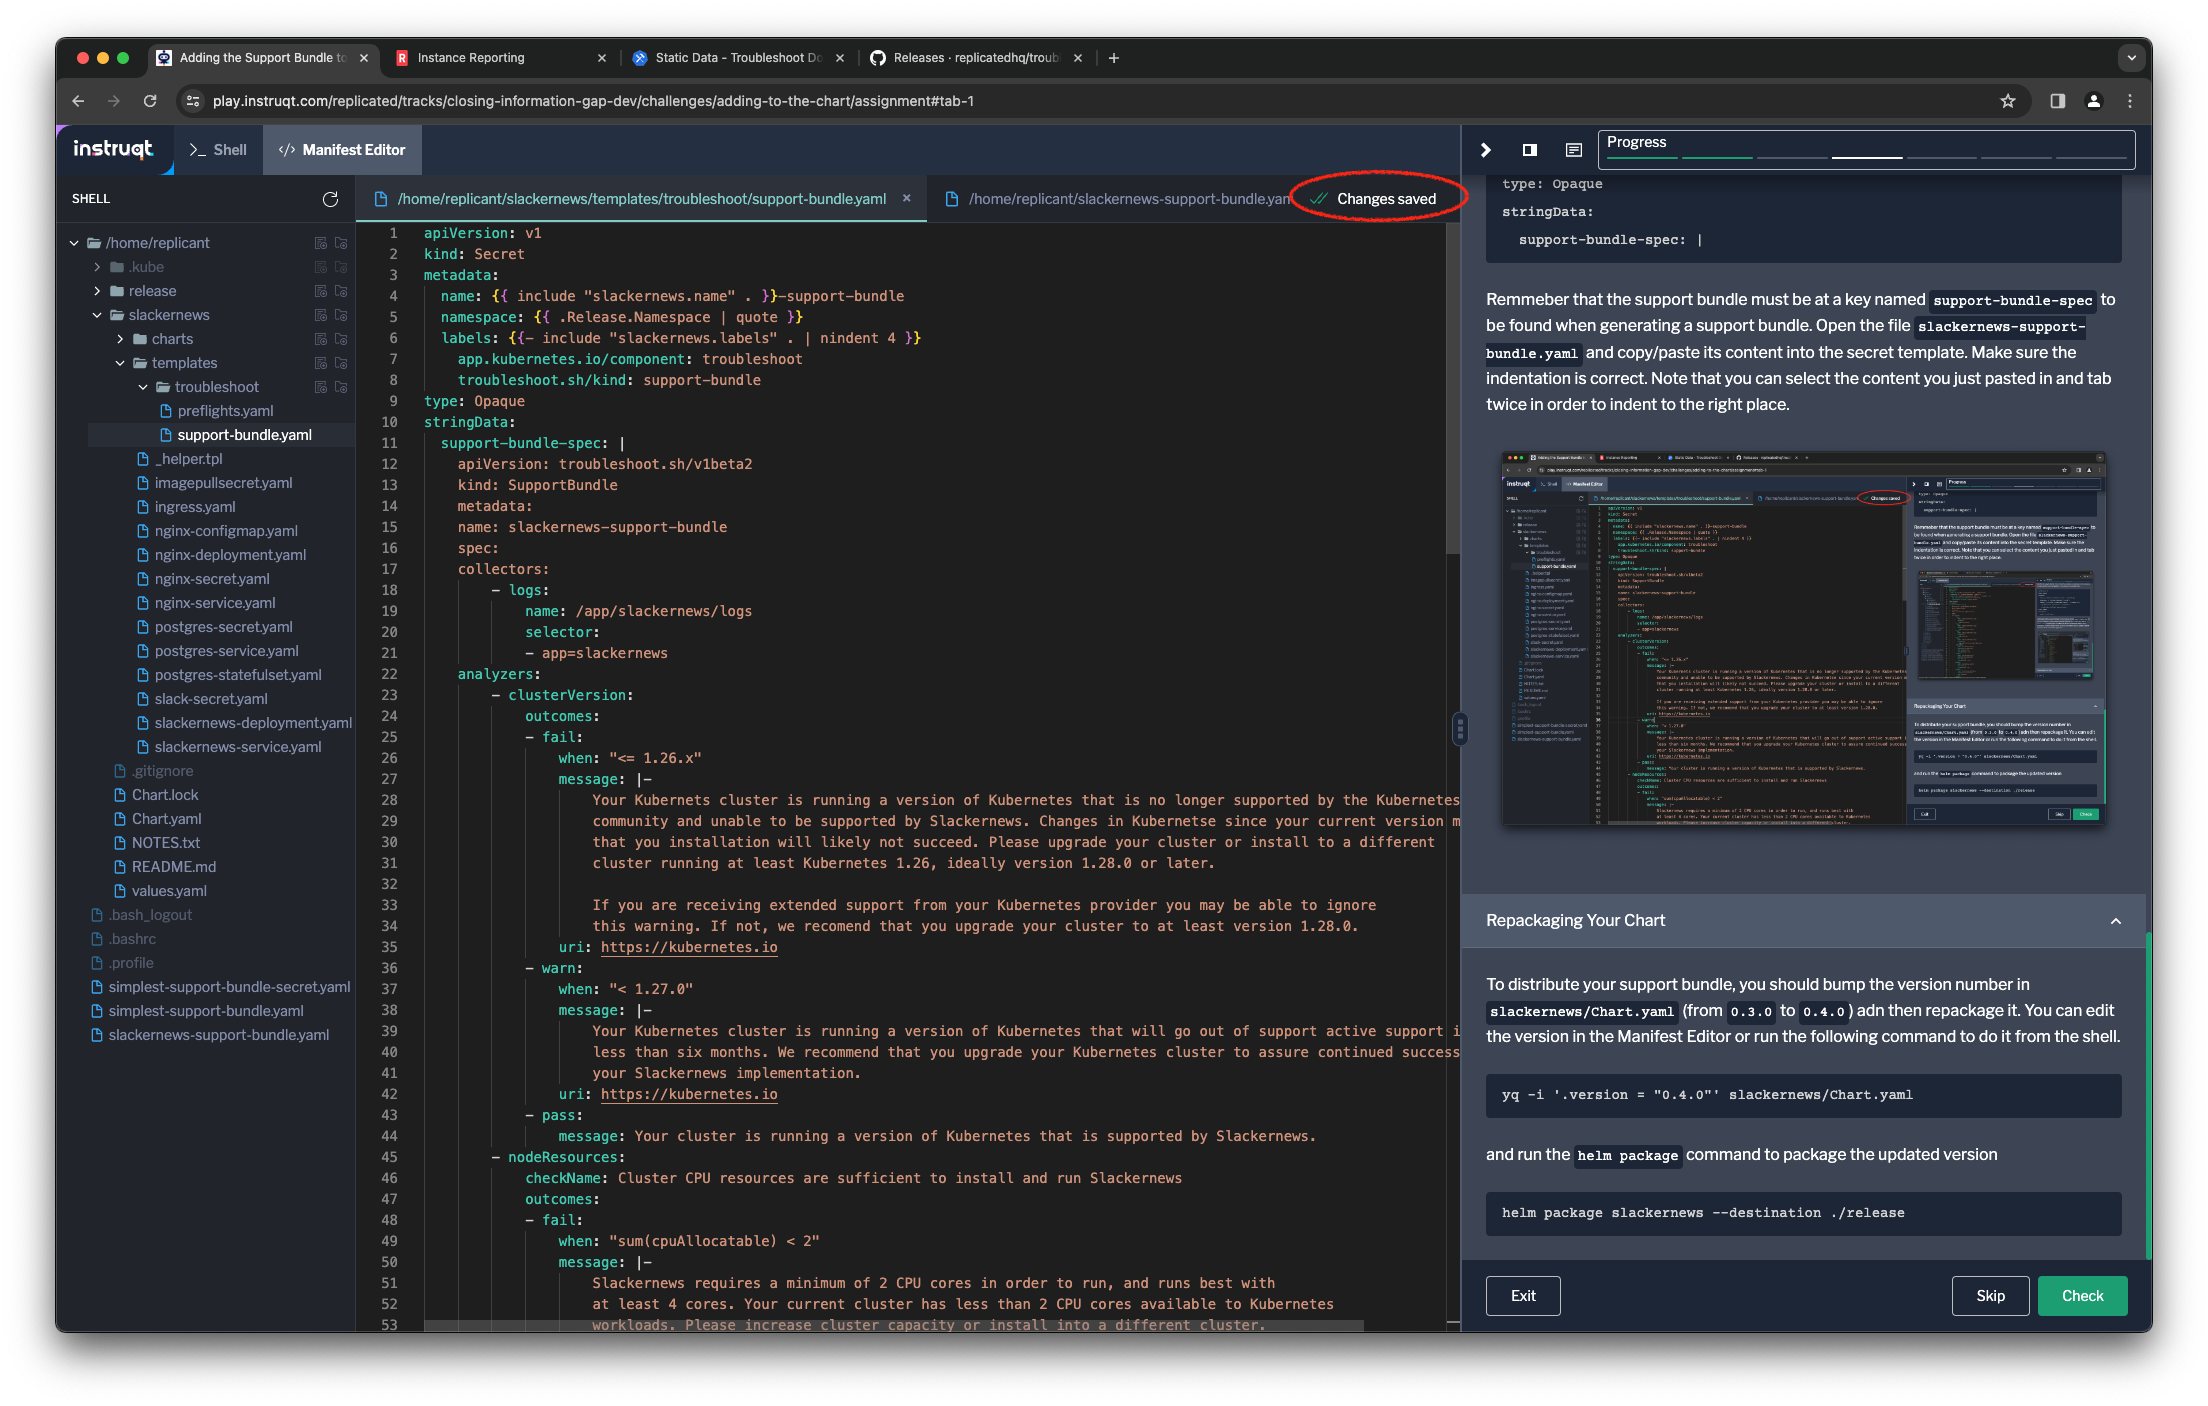 Adding the Support Bundle to
Instance Reporting
Static Data - Troubleshoot Do
Releases · replicatedhq/troubl
play.instruqt.com/replicated/tracks/closing-information-gap-dev/challenges/adding-to-the-chart/assignment#tab-1
instruqt
>_ Shell
</> Manifest Editor
Progress
SHELL
/home/replicant/slackernews/templates/troubleshoot/support-bundle.yaml
/home/replicant/slackernews-support-bundle.yam
Changes saved
/home/replicant
.kube
release
slackernews
charts
templates
troubleshoot
preflights.yaml
support-bundle.yaml
_helper.tpl
imagepullsecret.yaml
ingress.yaml
nginx-configmap.yaml
nginx-deployment.yaml
nginx-secret.yaml
nginx-service.yaml
postgres-secret.yaml
postgres-service.yaml
postgres-statefulset.yaml
slack-secret.yaml
slackernews-deployment.yaml
slackernews-service.yaml
.gitignore
Chart.lock
Chart.yaml
NOTES.txt
README.md
values.yaml
.bash_logout
.bashrc
.profile
simplest-support-bundle-secret.yaml
simplest-support-bundle.yaml
slackernews-support-bundle.yaml
1 apiVersion: v1
2 kind: Secret
3 metadata:
4 name: {{ include "slackernews.name" . }}-support-bundle
5 namespace: {{ .Release.Namespace | quote }}
6 labels: {{- include "slackernews.labels" . | nindent 4 }}
7 app.kubernetes.io/component: troubleshoot
8 troubleshoot.sh/kind: support-bundle
9 type: Opaque
10 stringData:
11 support-bundle-spec: |
12 apiVersion: troubleshoot.sh/v1beta2
13 kind: SupportBundle
14 metadata:
15 name: slackernews-support-bundle
16 spec:
17 collectors:
18 - logs:
19 name: /app/slackernews/logs
20 selector:
21 - app=slackernews
22 analyzers:
23 - clusterVersion:
24 outcomes:
25 - fail:
26 when: "<= 1.26.x"
27 message: |-
28 Your Kubernets cluster is running a version of Kubernetes that is no longer supported by the Kubernetes
29 community and unable to be supported by Slackernews. Changes in Kubernetse since your current version m
30 that you installation will likely not succeed. Please upgrade your cluster or install to a different
31 cluster running at least Kubernetes 1.26, ideally version 1.28.0 or later.
32
33 If you are receiving extended support from your Kubernetes provider you may be able to ignore
34 this warning. If not, we recomend that you upgrade your cluster to at least version 1.28.0.
35 uri: https://kubernetes.io
36 - warn:
37 when: "< 1.27.0"
38 message: |-
39 Your Kubernetes cluster is running a version of Kubernetes that will go out of support active support i
40 less than six months. We recommend that you upgrade your Kubernetes cluster to assure continued success
41 your Slackernews implementation.
42 uri: https://kubernetes.io
43 - pass:
44 message: Your cluster is running a version of Kubernetes that is supported by Slackernews.
45 - nodeResources:
46 checkName: Cluster CPU resources are sufficient to install and run Slackernews
47 outcomes:
48 - fail:
49 when: "sum(cpuAllocatable) < 2"
50 message: |-
51 Slackernews requires a minimum of 2 CPU cores in order to run, and runs best with
52 at least 4 cores. Your current cluster has less than 2 CPU cores available to Kubernetes
53 workloads. Please increase cluster capacity or install into a different cluster.
type: Opaque
stringData:
support-bundle-spec: |
Remmeber that the support bundle must be at a key named support-bundle-spec to
be found when generating a support bundle. Open the file slackernews-support-
bundle.yaml and copy/paste its content into the secret template. Make sure the
indentation is correct. Note that you can select the content you just pasted in and tab
twice in order to indent to the right place.
Repackaging Your Chart
To distribute your support bundle, you should bump the version number in
slackernews/Chart.yaml (from 0.3.0 to 0.4.0) adn then repackage it. You can edit
the version in the Manifest Editor or run the following command to do it from the shell.
yq -i '.version = "0.4.0"' slackernews/Chart.yaml
and run the helm package command to package the updated version
helm package slackernews --destination ./release
Exit
Skip
Check